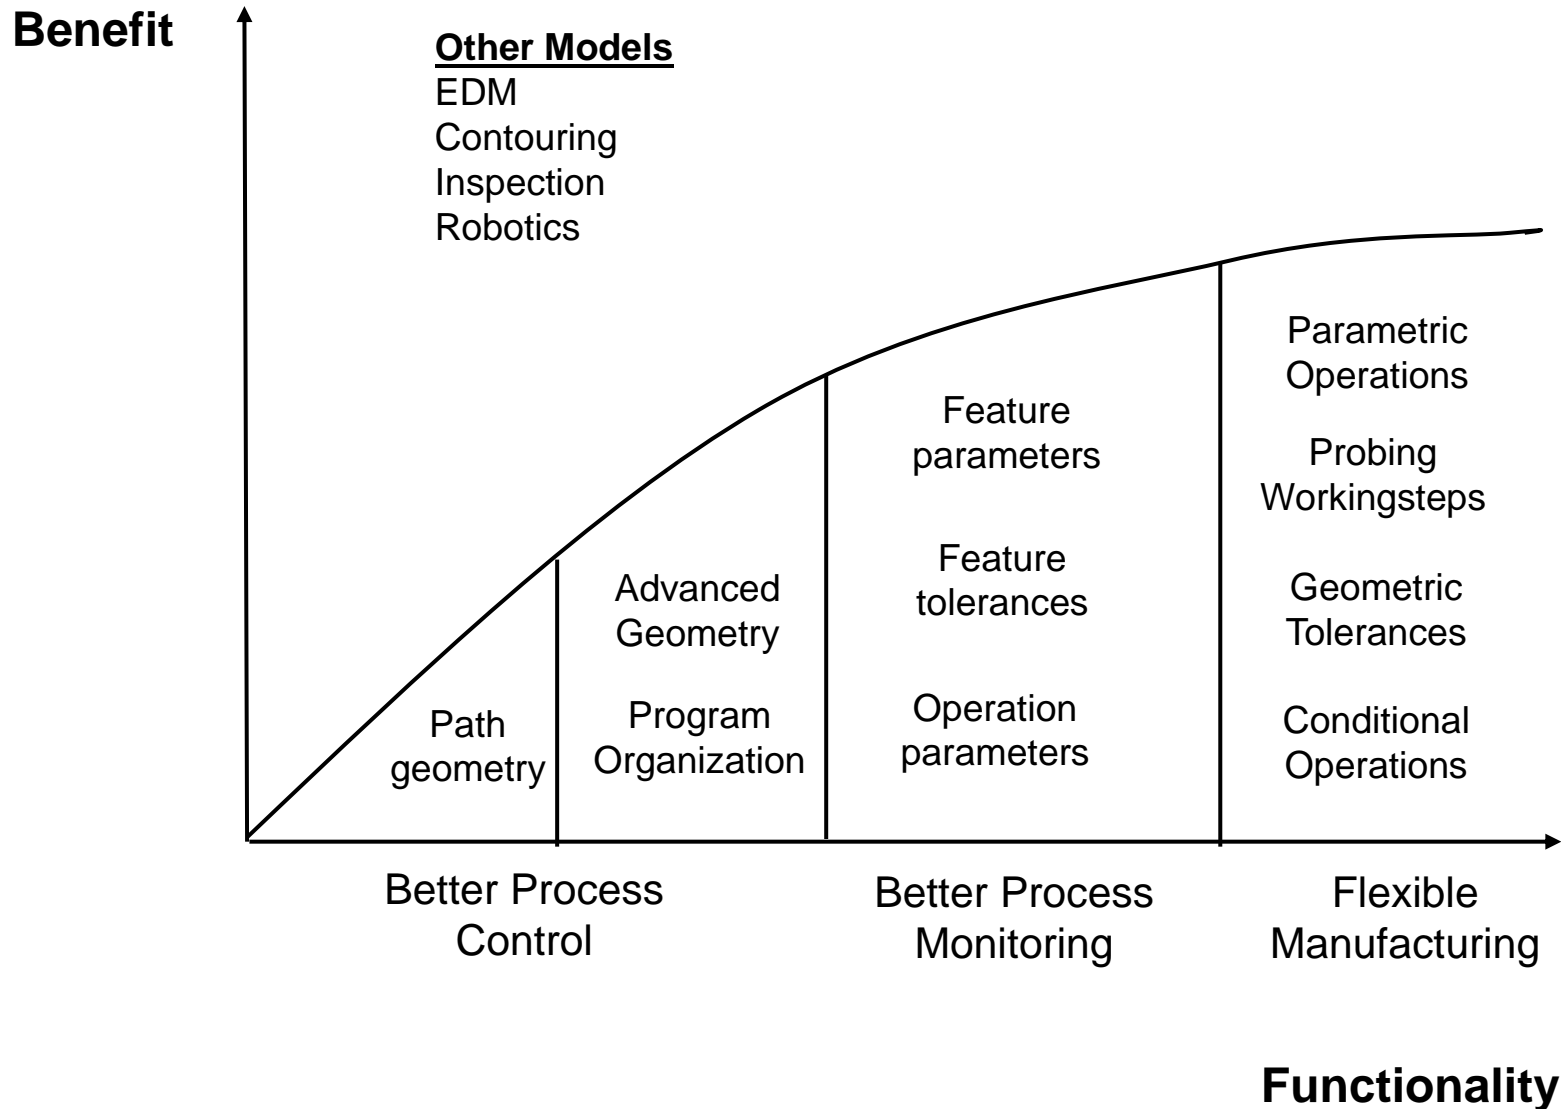 Benefit
Other Models
EDM
Contouring
Inspection
Robotics
Path
geometry
Advanced
Geometry
Program
Organization
Feature
parameters
Feature
tolerances
Operation
parameters
Parametric
Operations
Probing
Workingsteps
Geometric
Tolerances
Conditional
Operations
Better Process
Control
Better Process
Monitoring
Flexible
Manufacturing
Functionality